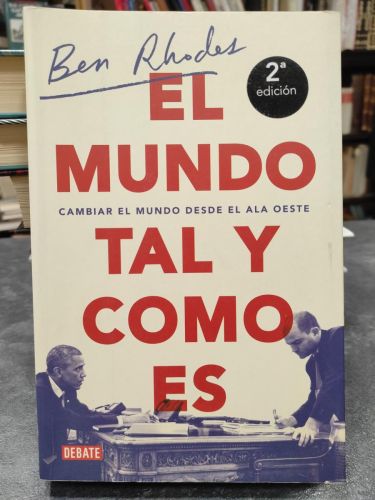 Ben Rhodes
2ª
edición
EL
MUNDO
CAMBIAR EL MUNDO DESDE EL ALA OESTE
TAL Y
COMO
ES
DEBATE